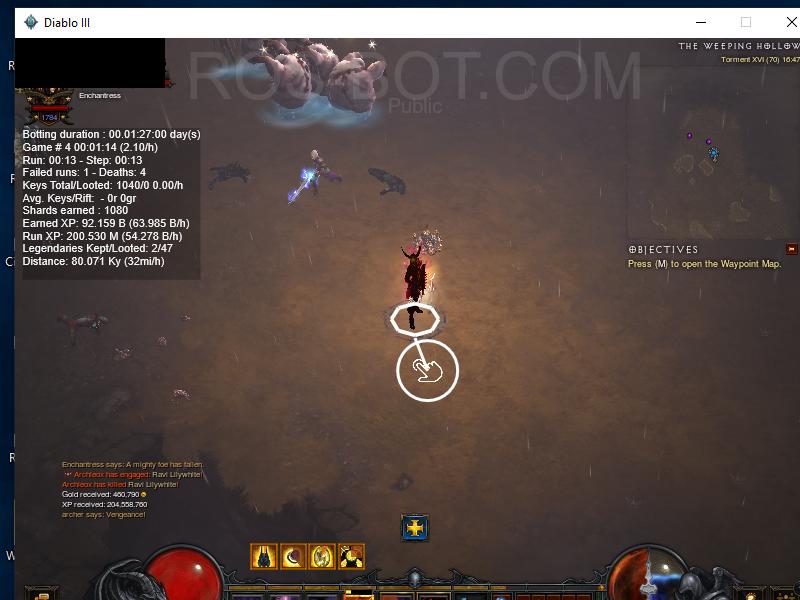 Diablo III
THE WEEPING HOLLOW
Torment XVI (70) 16:47
Public
Enchantress
1784
Botting duration : 00.01:27:00 day(s)
Game # 4 00:01:14 (2.10/h)
Run: 00:13 - Step: 00:13
Failed runs: 1 - Deaths: 4
Keys Total/Looted: 1040/0 0.00/h
Avg. Keys/Rift: - 0r 0gr
Shards earned : 1080
Earned XP: 92.159 B (63.985 B/h)
Run XP: 200.530 M (54.278 B/h)
Legendaries Kept/Looted: 2/47
Distance: 80.071 Ky (32mi/h)
OBJECTIVES
Press (M) to open the Waypoint Map.
Enchantress says: A mighty foe has fallen.
Archleox has engaged: Ravi Lilywhite!
Archleox has killed Ravi Lilywhite!
Gold received: 460,790
XP received: 204,558,760
archer says: Vengeance!